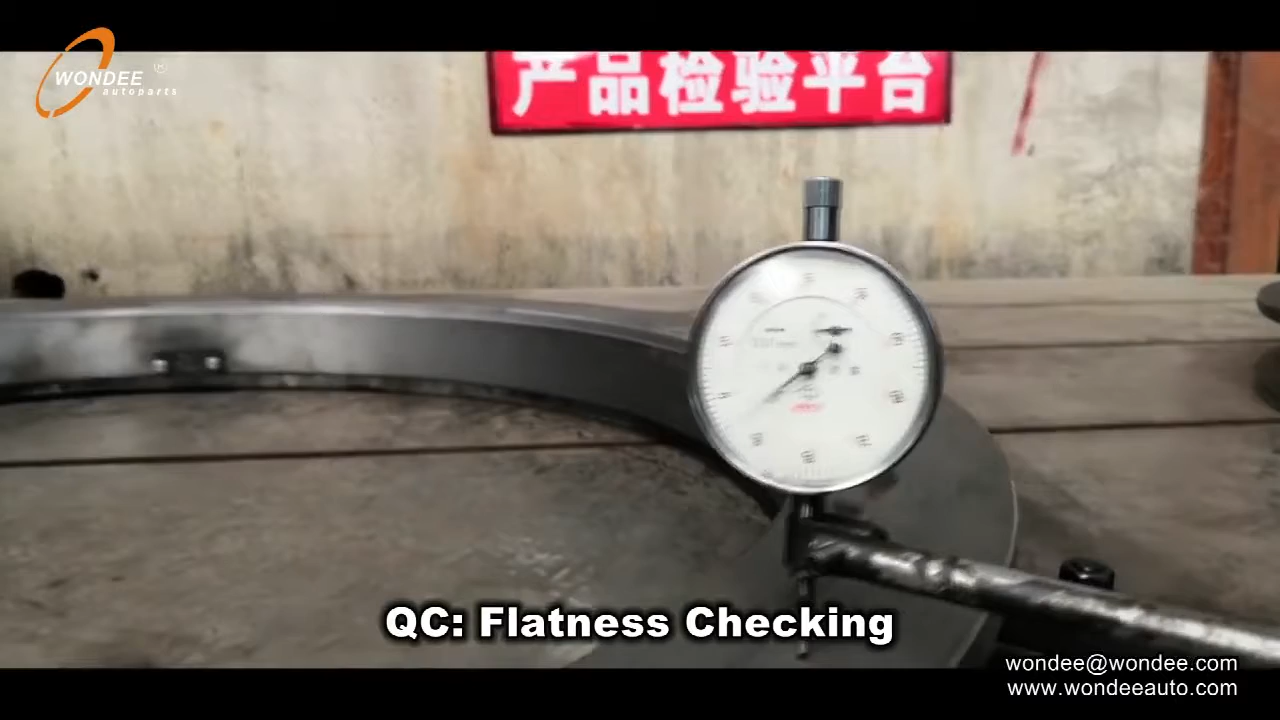 WONDEE
autoparts
产品检验平台
QC: Flatness Checking
wondee@wondee.com
www.wondeeauto.com